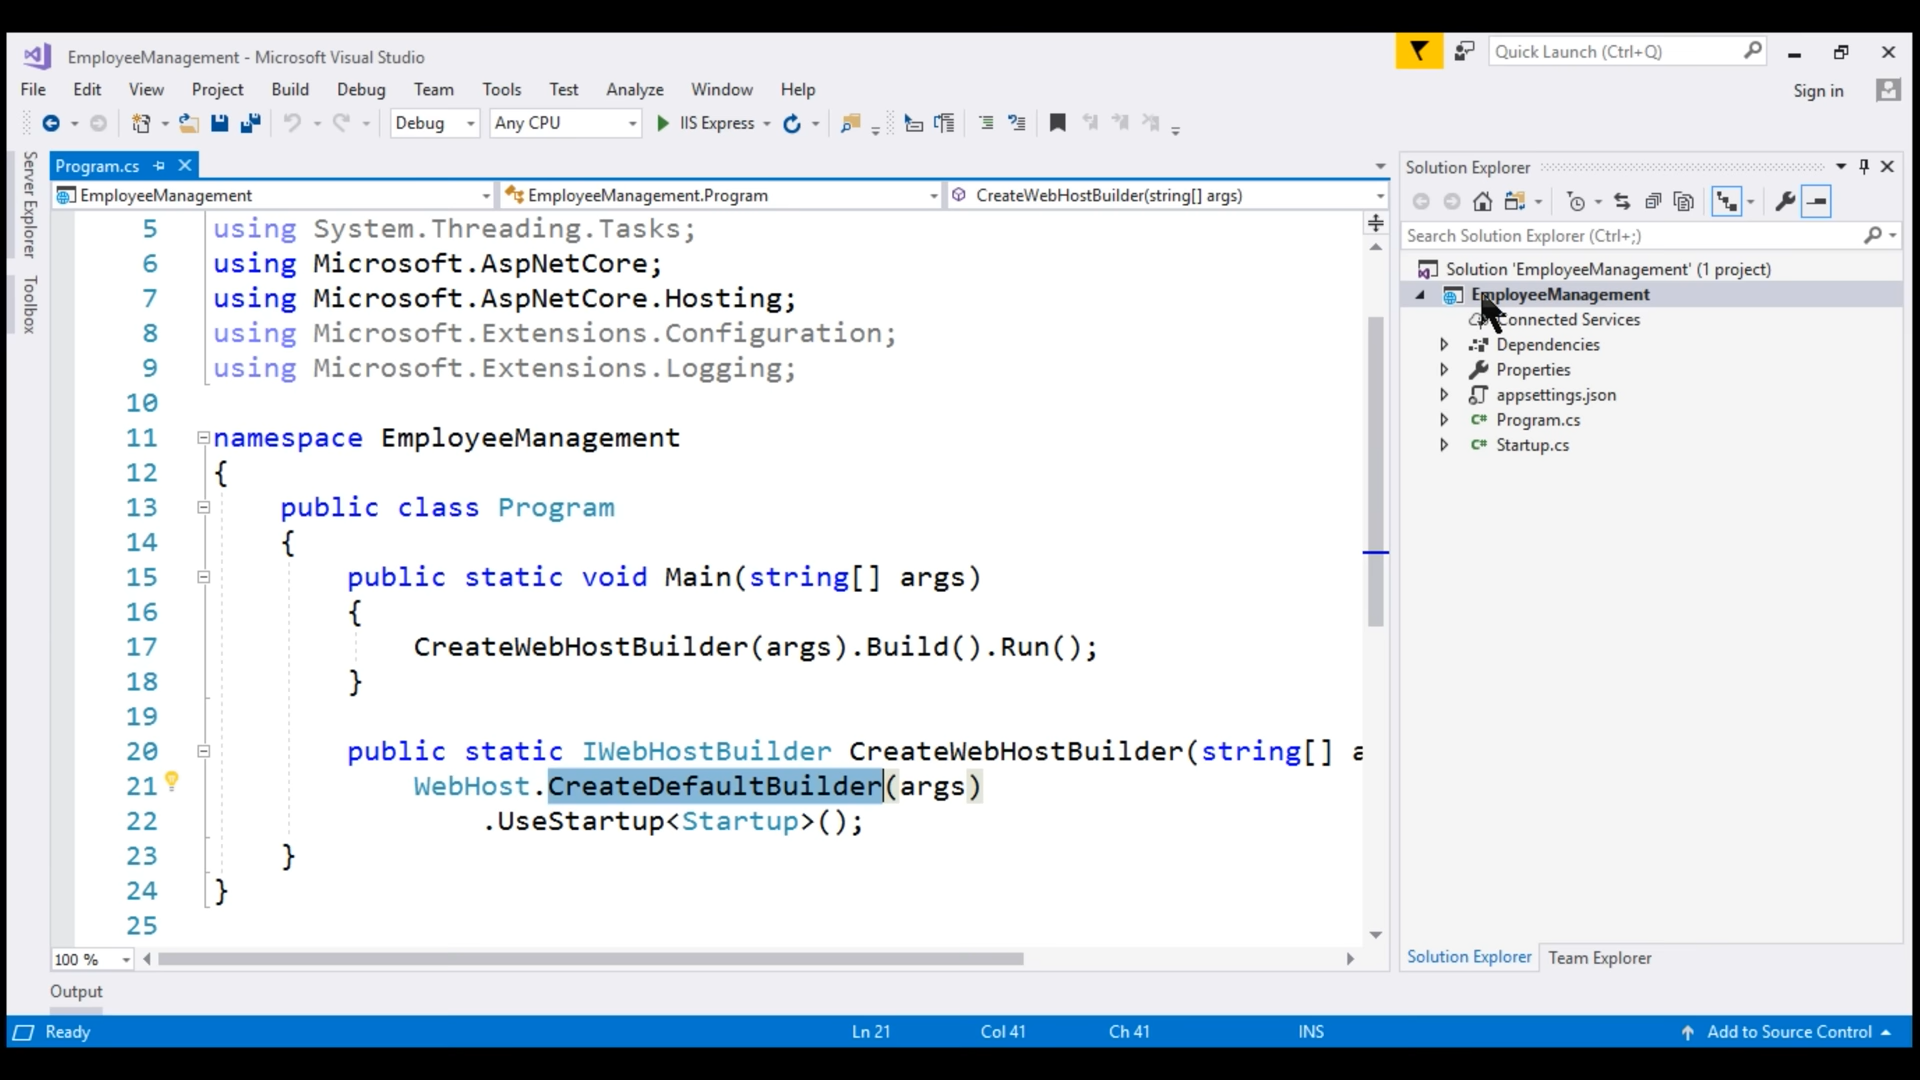 EmployeeManagement - Microsoft Visual Studio
Quick Launch (Ctrl+Q)
File Edit View Project Build Debug Team Tools Test Analyze Window Help
Sign in
Debug Any CPU IIS Express
Server Explorer
Toolbox
Program.cs
EmployeeManagement EmployeeManagement.Program CreateWebHostBuilder(string[] args)
5 using System.Threading.Tasks;
6 using Microsoft.AspNetCore;
7 using Microsoft.AspNetCore.Hosting;
8 using Microsoft.Extensions.Configuration;
9 using Microsoft.Extensions.Logging;
10
11 namespace EmployeeManagement
12 {
13 public class Program
14 {
15 public static void Main(string[] args)
16 {
17 CreateWebHostBuilder(args).Build().Run();
18 }
19
20 public static IWebHostBuilder CreateWebHostBuilder(string[] a
21 WebHost.CreateDefaultBuilder(args)
22 .UseStartup<Startup>();
23 }
24 }
25
100 %
Solution Explorer
Search Solution Explorer (Ctrl+;)
Solution 'EmployeeManagement' (1 project)
EmployeeManagement
Connected Services
Dependencies
Properties
appsettings.json
C# Program.cs
C# Startup.cs
Solution Explorer Team Explorer
Output
Ready Ln 21 Col 41 Ch 41 INS Add to Source Control